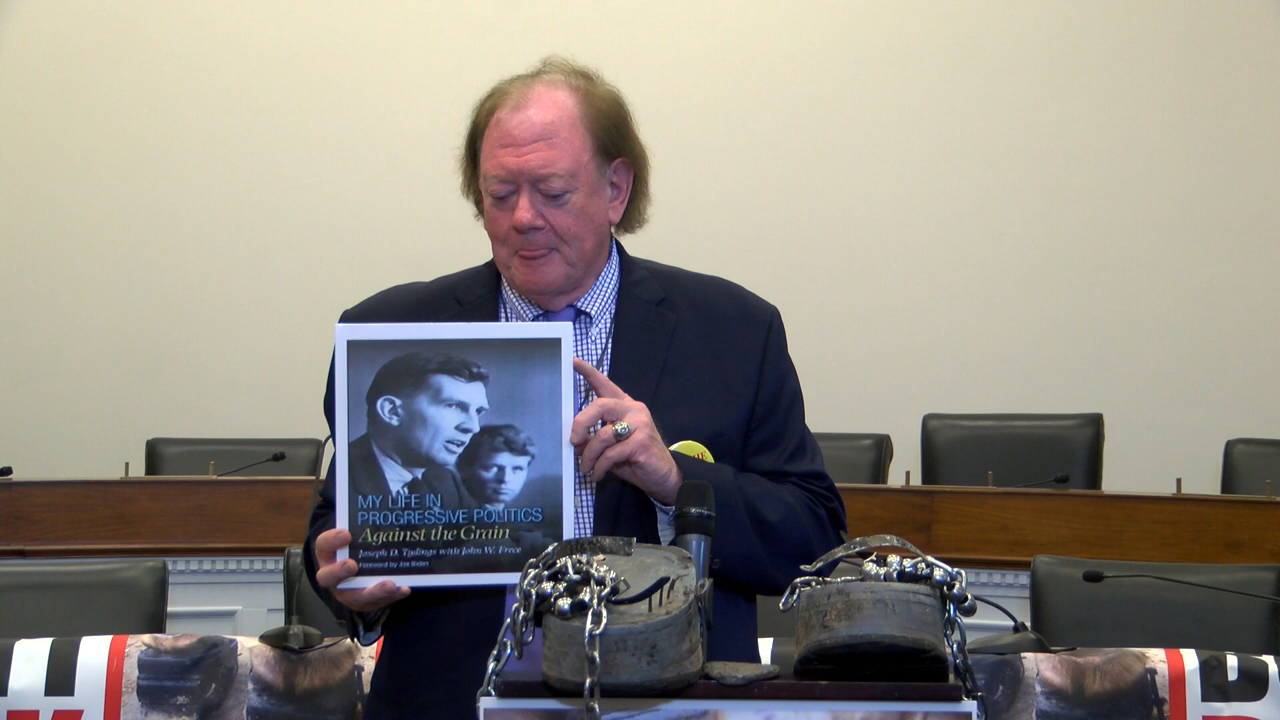 MY LIFE IN
PROGRESSIVE POLITICS
Against the Grain
Joseph D. Tydings with John W. Frece
Foreword by Joe Biden